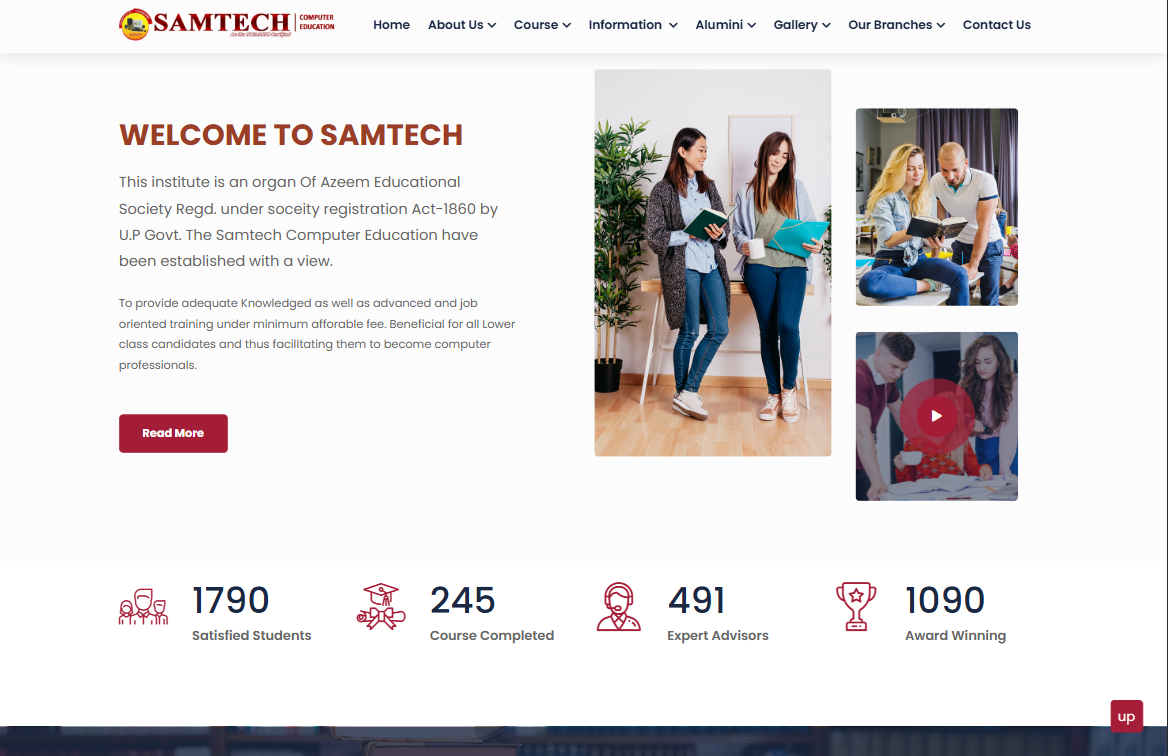 SAMTECH COMPUTER
EDUCATION
Home About Us Course Information Alumini Gallery Our Branches Contact Us
WELCOME TO SAMTECH
This institute is an organ Of Azeem Educational
Society Regd. under soceity registration Act-1860 by
U.P Govt. The Samtech Computer Education have
been established with a view.
To provide adequate Knowledged as well as advanced and job
oriented training under minimum afforable fee. Beneficial for all Lower
class candidates and thus facilltating them to become computer
professionals.
Read More
1790 245 491 1090
Satisfied Students Course Completed Expert Advisors Award Winning
up